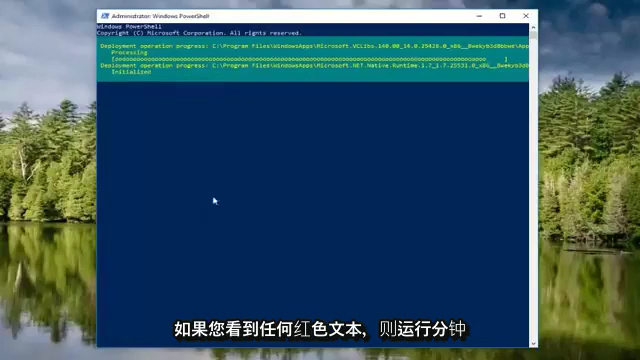 Administrator: Windows PowerShell
Windows PowerShell
Copyright (C) Microsoft Corporation. All rights reserved.
Deployment operation progress: C:\Program Files\WindowsApps\Microsoft.VCLibs.140.00_14.0.25426.0_x86__8wekyb3d8bbwe\App
Processing
Deployment operation progress: C:\Program Files\WindowsApps\Microsoft.NET.Native.Runtime.1.7_1.7.25531.0_x86__8wekyb3d8
Initialized
如果您看到任何红色文本，则运行分钟